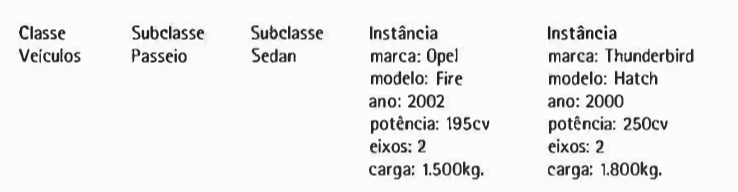 Classe
Veículos
Subclasse
Passeio
Subclasse
Sedan
Instância
marca: Opel
modelo: Fire
ano: 2002
potência: 195cv
eixos: 2
carga: 1.500kg.
Instância
marca: Thunderbird
modelo: Hatch
ano: 2000
potência: 250cv
eixos: 2
carga: 1.800kg.